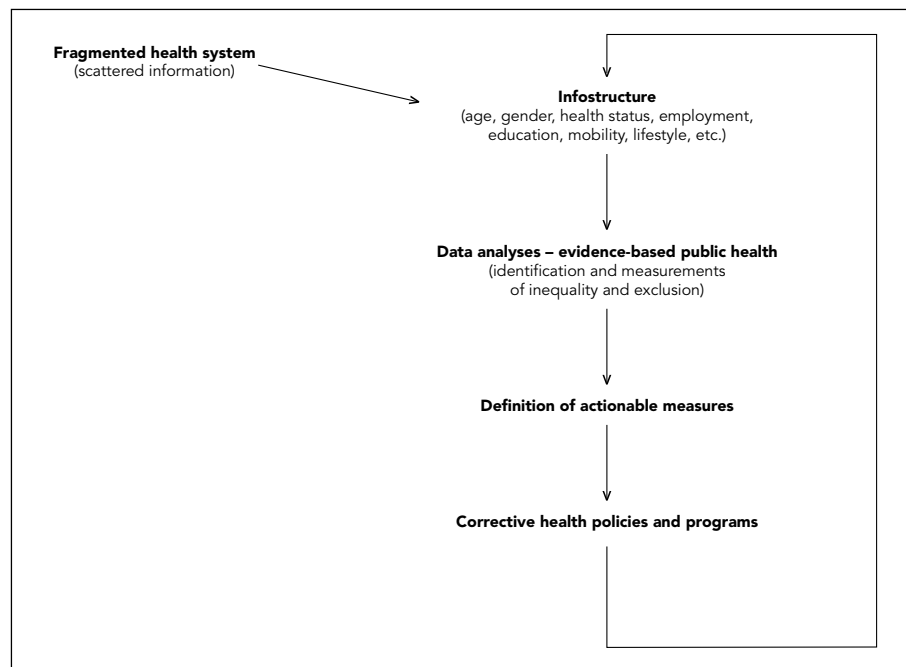 Fragmented health system
(scattered information)
Infostructure
(age, gender, health status, employment,
education, mobility, lifestyle, etc.)
Data analyses – evidence-based public health
(identification and measurements
of inequality and exclusion)
Definition of actionable measures
Corrective health policies and programs